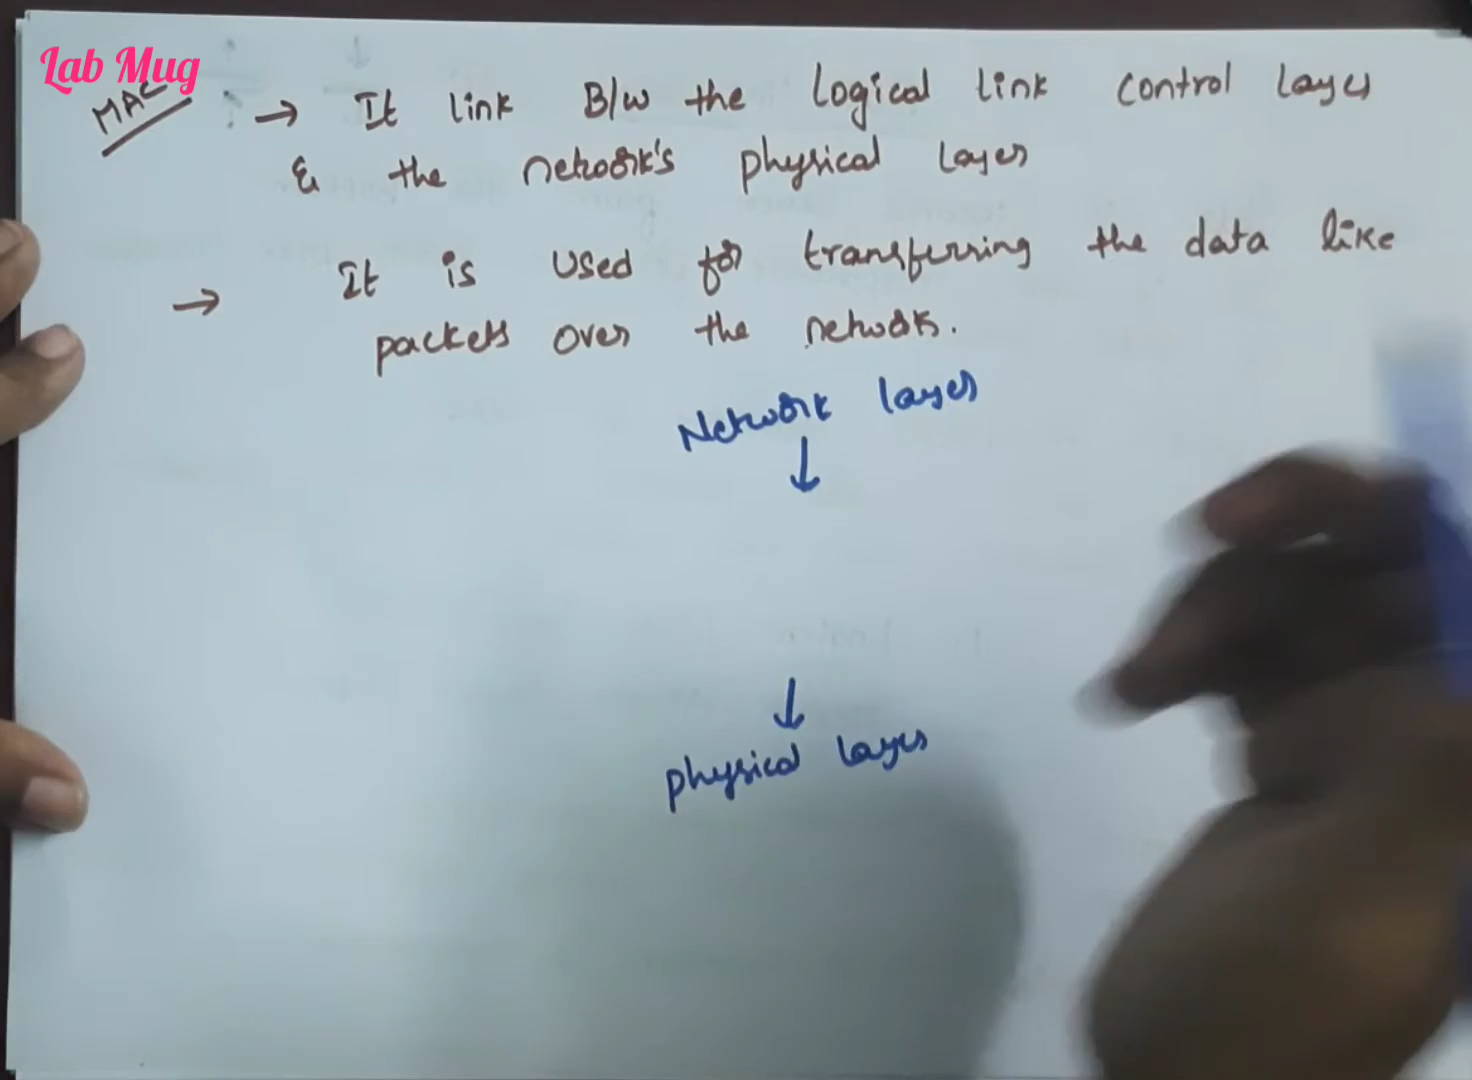 Lab Mug
MAC : → It link B/w the Logical link control Layer
& the network's physical Layer
→ It is used for transferring the data like
packets over the network.
Network layer
↓
↓
physical layer